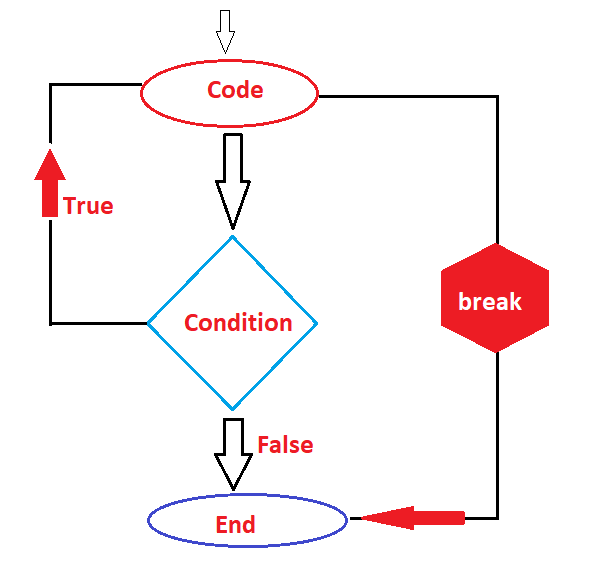 Code
True
break
Condition
False
End